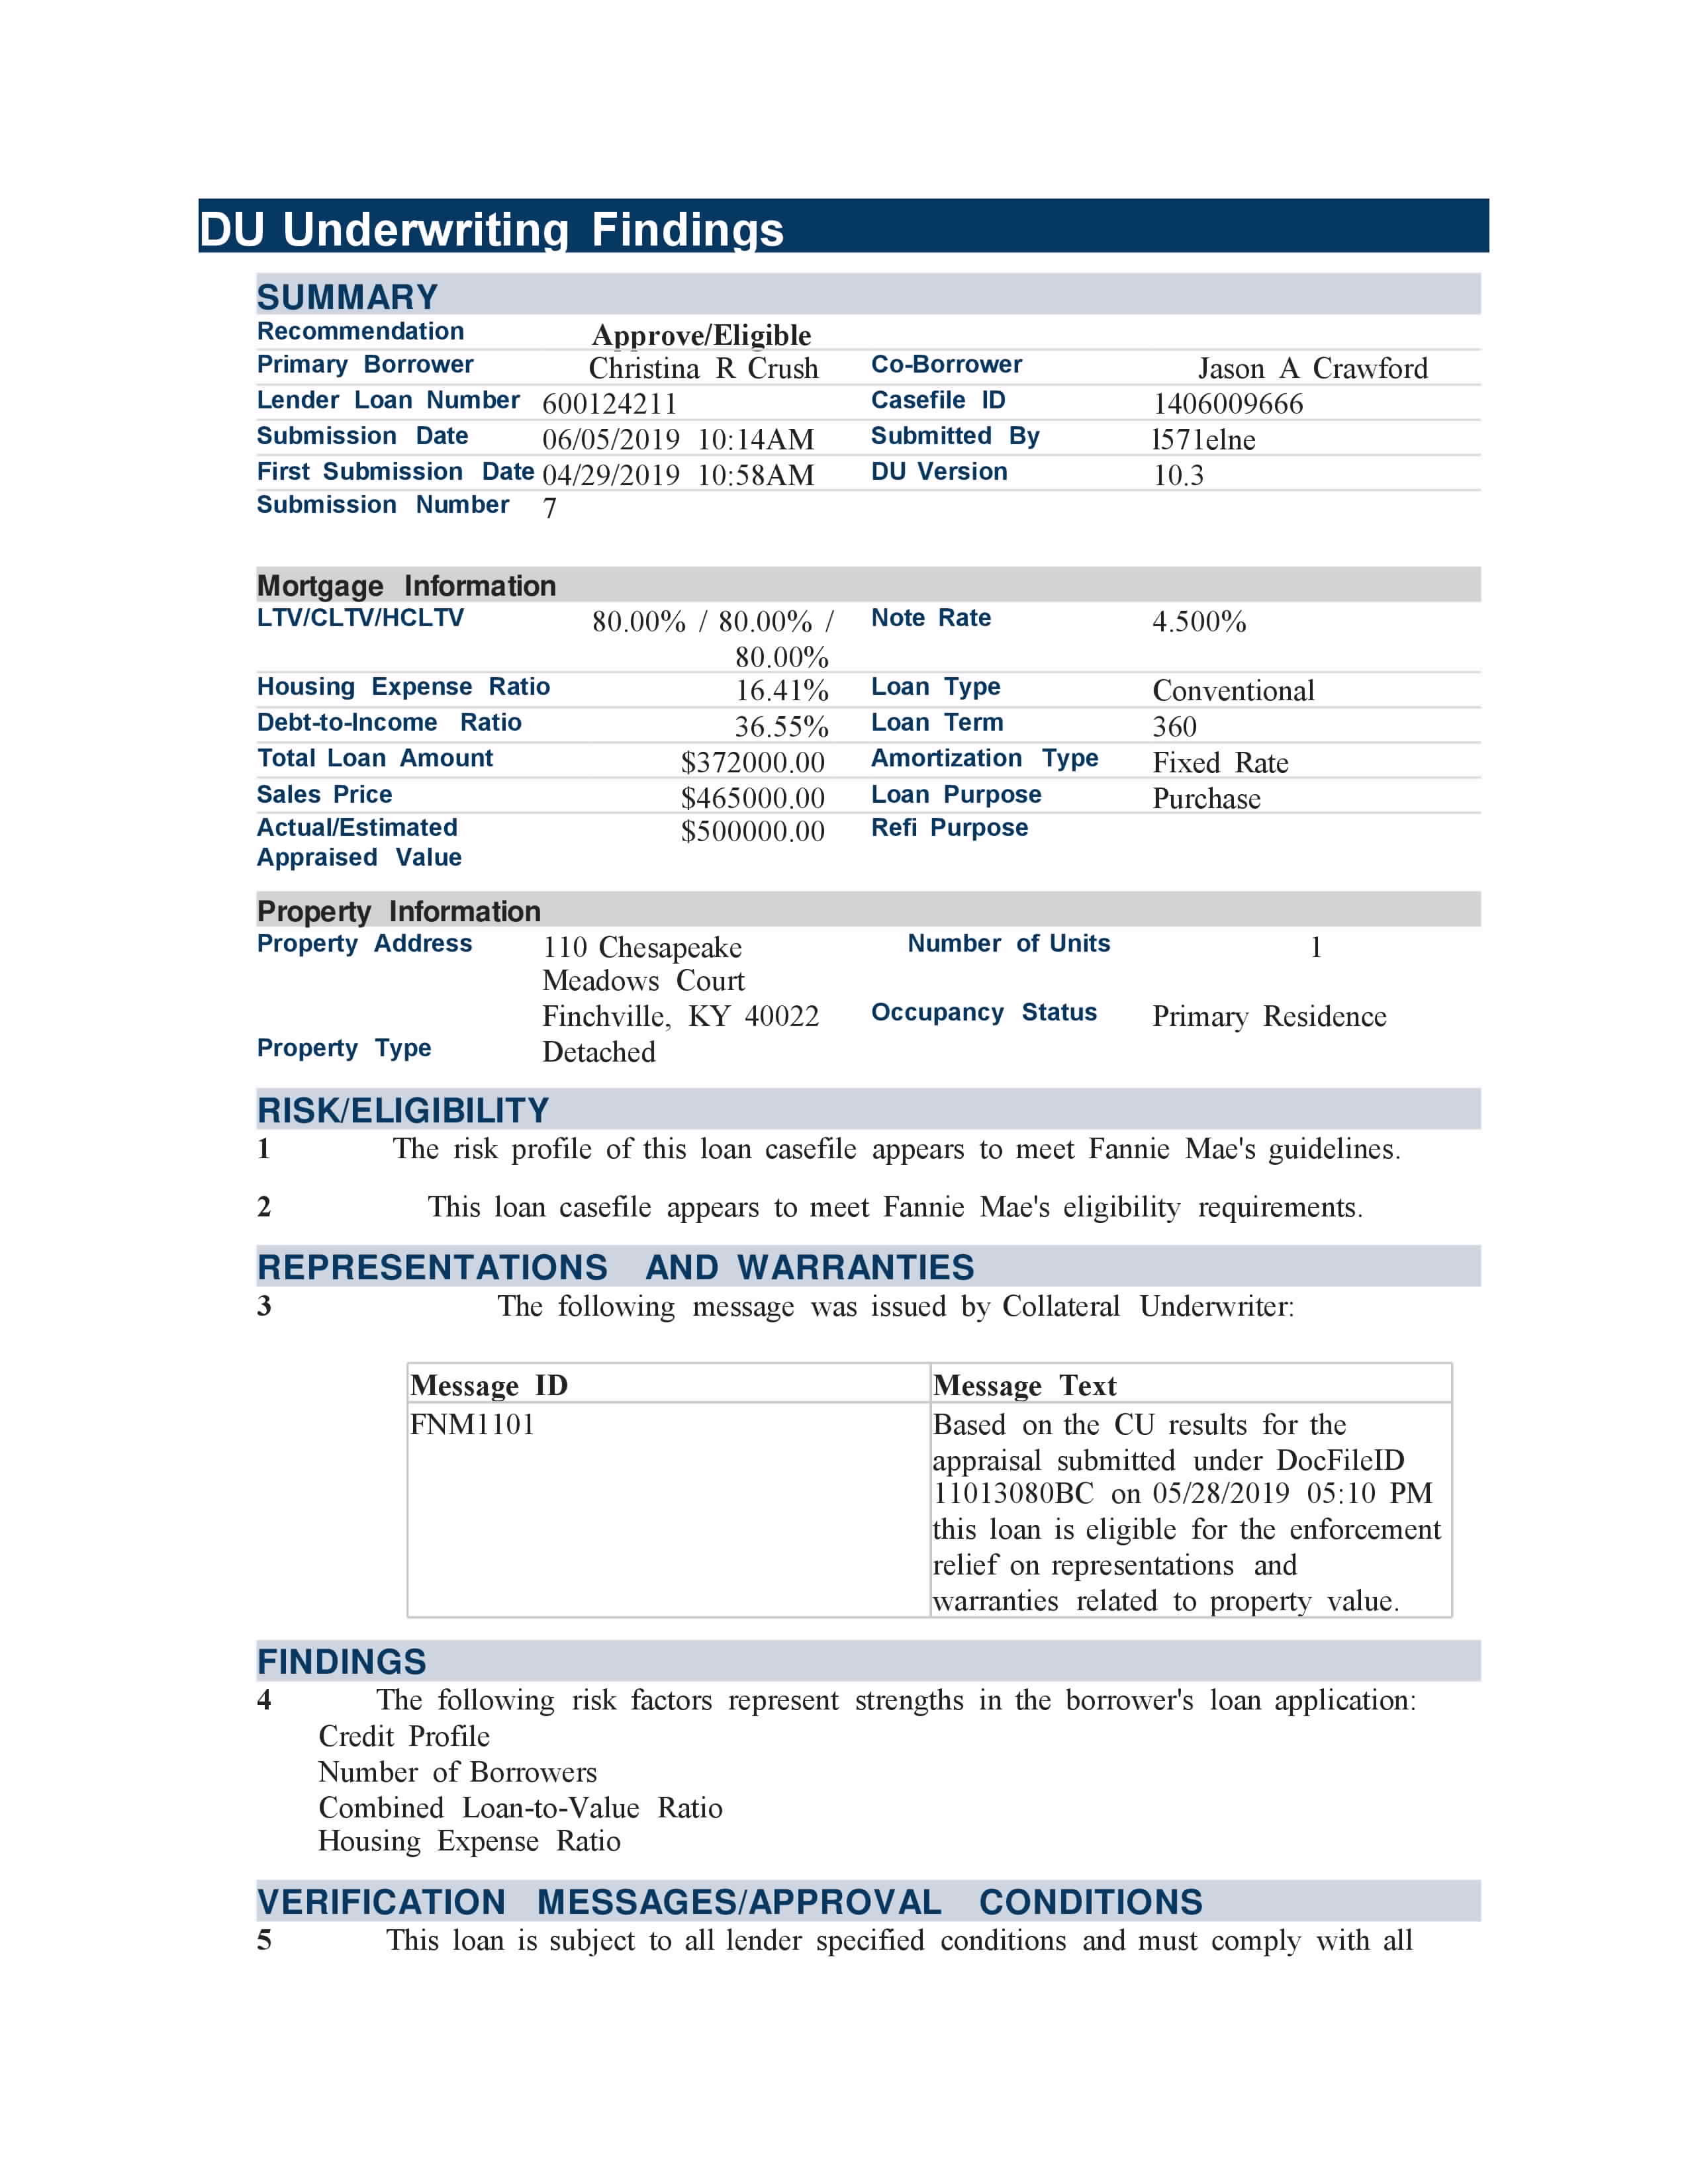 DU Underwriting Findings
SUMMARY
Recommendation Approve/Eligible
Primary Borrower Christina R Crush Co-Borrower Jason A Crawford
Lender Loan Number 600124211 Casefile ID 1406009666
Submission Date 06/05/2019 10:14AM Submitted By l571elne
First Submission Date 04/29/2019 10:58AM DU Version 10.3
Submission Number 7
Mortgage Information
LTV/CLTV/HCLTV 80.00% / 80.00% / Note Rate 4.500%
80.00%
Housing Expense Ratio 16.41% Loan Type Conventional
Debt-to-Income Ratio 36.55% Loan Term 360
Total Loan Amount $372000.00 Amortization Type Fixed Rate
Sales Price $465000.00 Loan Purpose Purchase
Actual/Estimated $500000.00 Refi Purpose
Appraised Value
Property Information
Property Address 110 Chesapeake Number of Units 1
Meadows Court
Finchville, KY 40022 Occupancy Status Primary Residence
Property Type Detached
RISK/ELIGIBILITY
1 The risk profile of this loan casefile appears to meet Fannie Mae's guidelines.
2 This loan casefile appears to meet Fannie Mae's eligibility requirements.
REPRESENTATIONS AND WARRANTIES
3 The following message was issued by Collateral Underwriter:
Message ID Message Text
FNM1101 Based on the CU results for the
appraisal submitted under DocFileID
11013080BC on 05/28/2019 05:10 PM
this loan is eligible for the enforcement
relief on representations and
warranties related to property value.
FINDINGS
4 The following risk factors represent strengths in the borrower's loan application:
Credit Profile
Number of Borrowers
Combined Loan-to-Value Ratio
Housing Expense Ratio
VERIFICATION MESSAGES/APPROVAL CONDITIONS
5 This loan is subject to all lender specified conditions and must comply with all